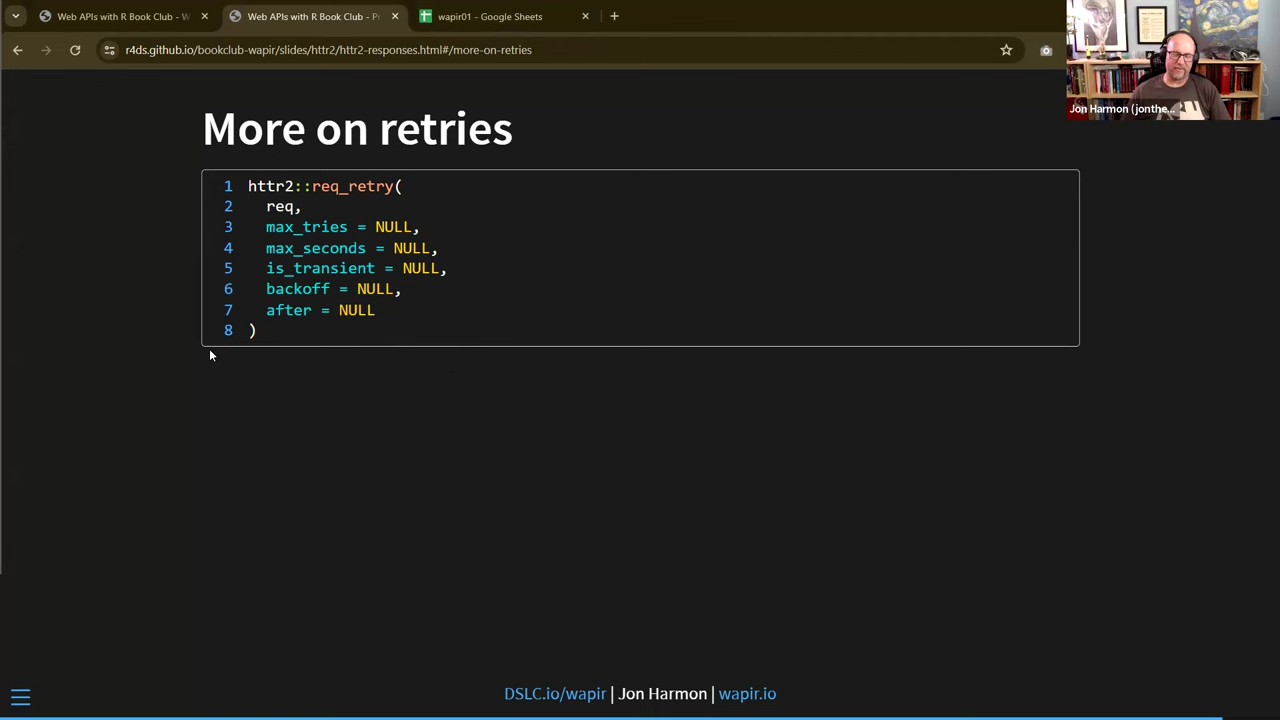 Web APIs with R Book Club - W
Web APIs with R Book Club - Pr
wapir01 - Google Sheets
r4ds.github.io/bookclub-wapir/slides/httr2/httr2-responses.html#/more-on-retries
Jon Harmon (jonthe...
More on retries
1 httr2::req_retry(
2 req,
3 max_tries = NULL,
4 max_seconds = NULL,
5 is_transient = NULL,
6 backoff = NULL,
7 after = NULL
8 )
DSLC.io/wapir | Jon Harmon | wapir.io